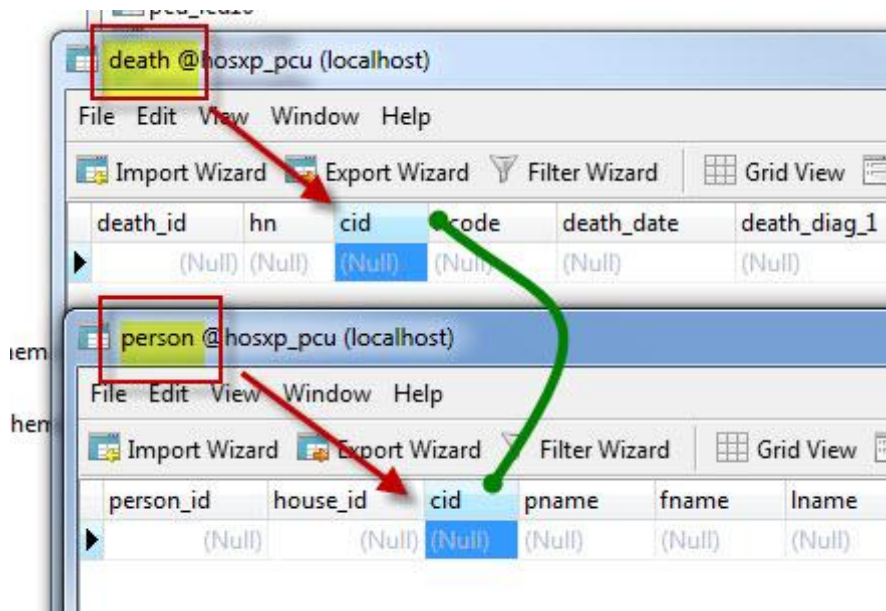 death @hosxp_pcu (localhost)
File Edit View Window Help
Import Wizard Export Wizard Filter Wizard Grid View
death_id hn cid death_date death_diag_1
(Null) (Null) (Null) (Null) (Null) (Null)
person @hosxp_pcu (localhost)
File Edit View Window Help
Import Wizard Export Wizard Filter Wizard Grid View
person_id house_id cid pname fname lname
(Null) (Null) (Null) (Null) (Null) (Null)